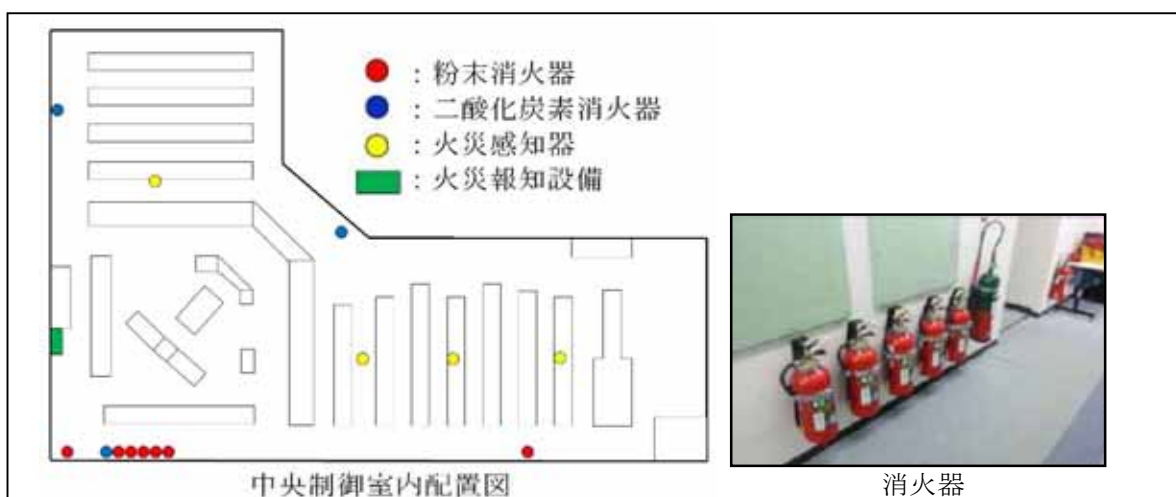 ：粉末消火器
：二酸化炭素消火器
：火災感知器
：火災報知設備
中央制御室内配置図
消火器